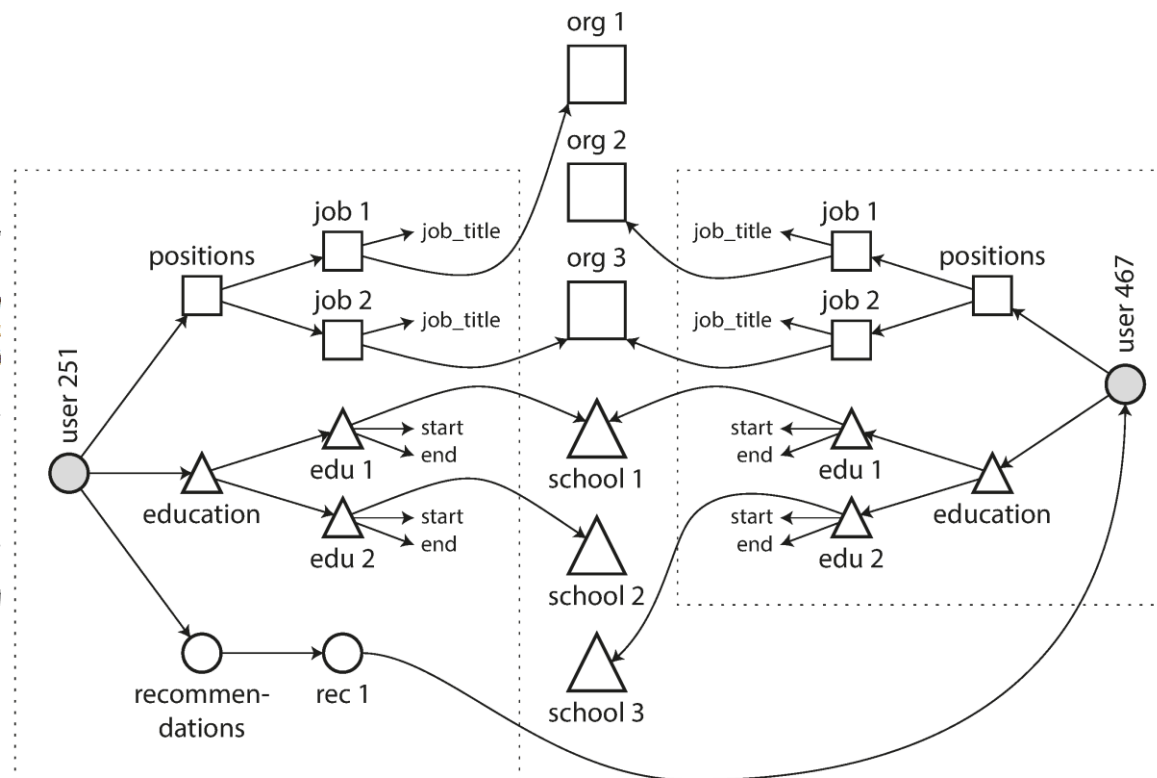 org 1
org 2
job 1
job_title
positions
job 2
job_title
org 3
job 1
job_title
positions
job 2
job_title
user 251
user 467
edu 1
start
end
education
edu 2
start
end
school 1
school 2
school 3
start
end
edu 1
education
start
end
edu 2
recommen-
dations
rec 1